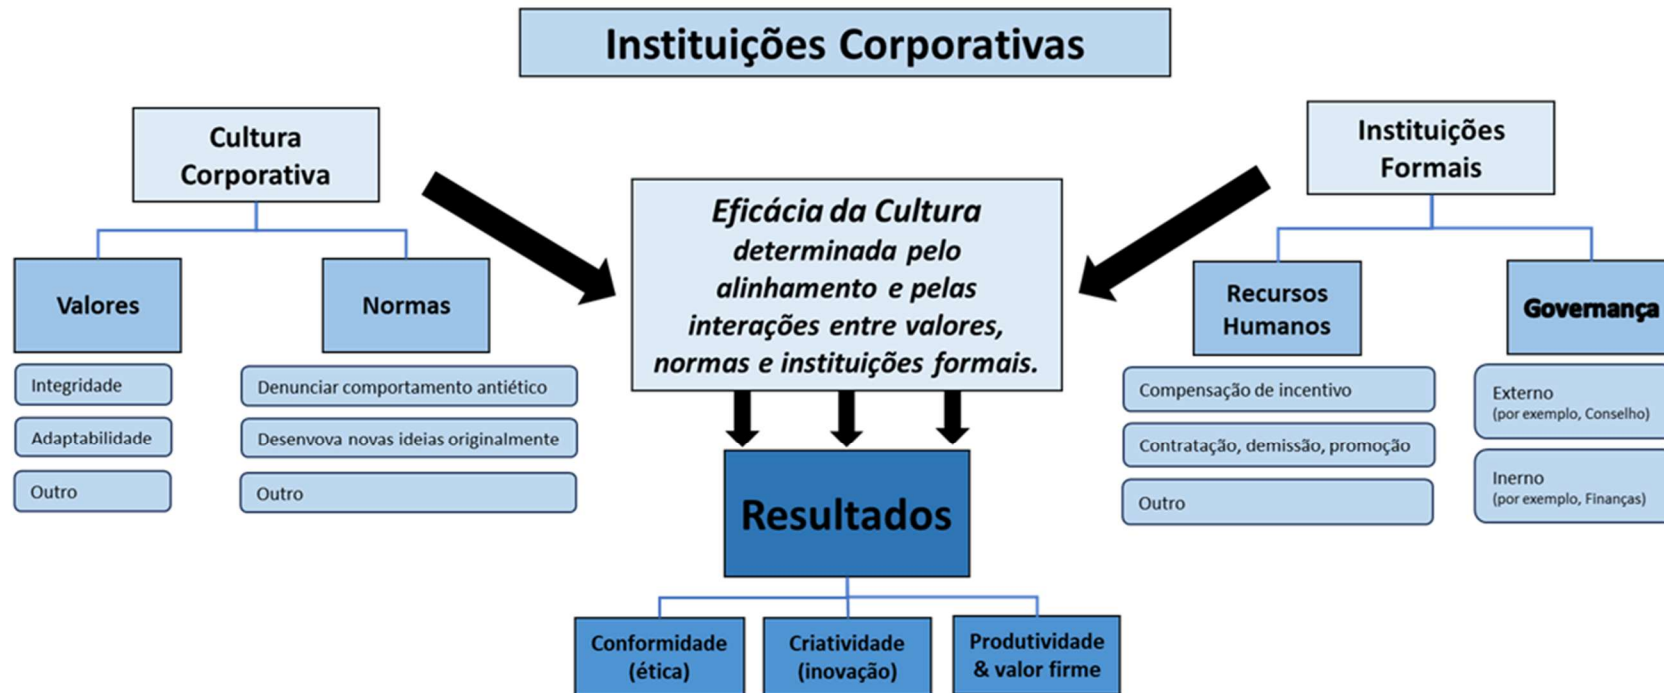 Instituições Corporativas
Cultura
Corporativa
Valores
Integridade
Adaptabilidade
Outro
Normas
Denunciar comportamento antiético
Desenvova novas ideias originalmente
Outro
Eficácia da Cultura
determinada pelo
alinhamento e pelas
interações entre valores,
normas e instituições formais.
Instituições
Formais
Recursos
Humanos
Compensação de incentivo
Contratação, demissão, promoção
Outro
Governança
Externo
(por exemplo, Conselho)
Inerno
(por exemplo, Finanças)
Resultados
Conformidade
(ética)
Criatividade
(inovação)
Produtividade
& valor firme